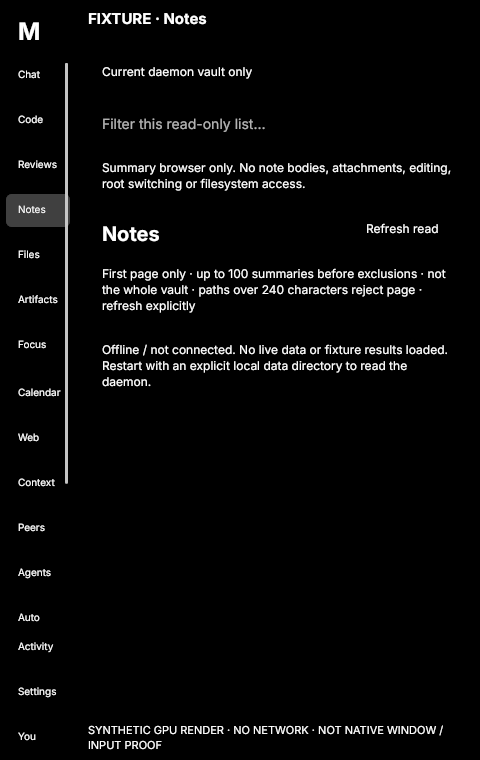 M
FIXTURE · Notes
Chat
Code
Reviews
Notes
Files
Artifacts
Focus
Calendar
Web
Context
Peers
Agents
Auto
Activity
Settings
You
Current daemon vault only
Filter this read-only list...
Summary browser only. No note bodies, attachments, editing,
root switching or filesystem access.
Notes
Refresh read
First page only · up to 100 summaries before exclusions · not
the whole vault · paths over 240 characters reject page ·
refresh explicitly
Offline / not connected. No live data or fixture results loaded.
Restart with an explicit local data directory to read the
daemon.
SYNTHETIC GPU RENDER · NO NETWORK · NOT NATIVE WINDOW /
INPUT PROOF